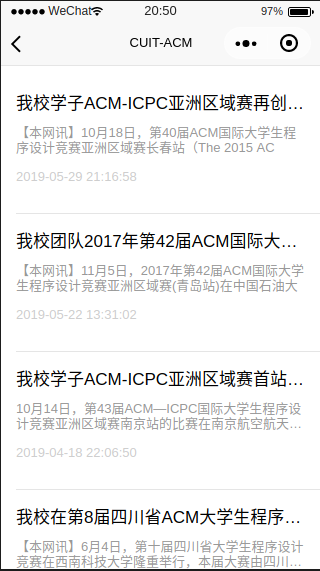 WeChat 20:50 97%
CUIT-ACM
我校学子ACM-ICPC亚洲区域赛再创…
【本网讯】10月18日，第40届ACM国际大学生程
序设计竞赛亚洲区域赛长春站（The 2015 AC
2019-05-29 21:16:58
我校团队2017年第42届ACM国际大…
【本网讯】11月5日，2017年第42届ACM国际大学
生程序设计竞赛亚洲区域赛(青岛站)在中国石油大
2019-05-22 13:31:02
我校学子ACM-ICPC亚洲区域赛首站…
10月14日，第43届ACM—ICPC国际大学生程序设
计竞赛亚洲区域赛南京站的比赛在南京航空航天…
2019-04-18 22:06:50
我校在第8届四川省ACM大学生程序…
【本网讯】6月4日，第十届四川省大学生程序设计
竞赛在西南科技大学隆重举行，本届大赛由四川…